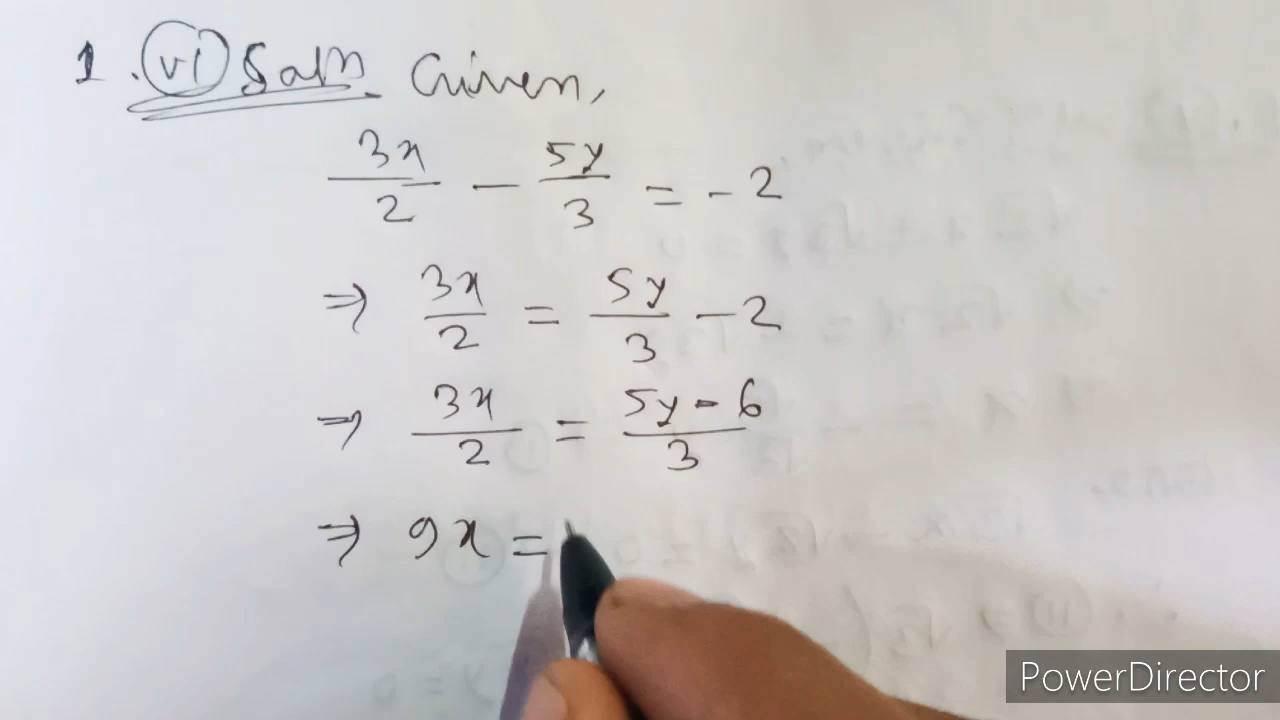 1. (vi) Soln. Given,
3x/2 - 5y/3 = -2
⇒ 3x/2 = 5y/3 - 2
⇒ 3x/2 = 5y-6/3
⇒ 9x =
PowerDirector